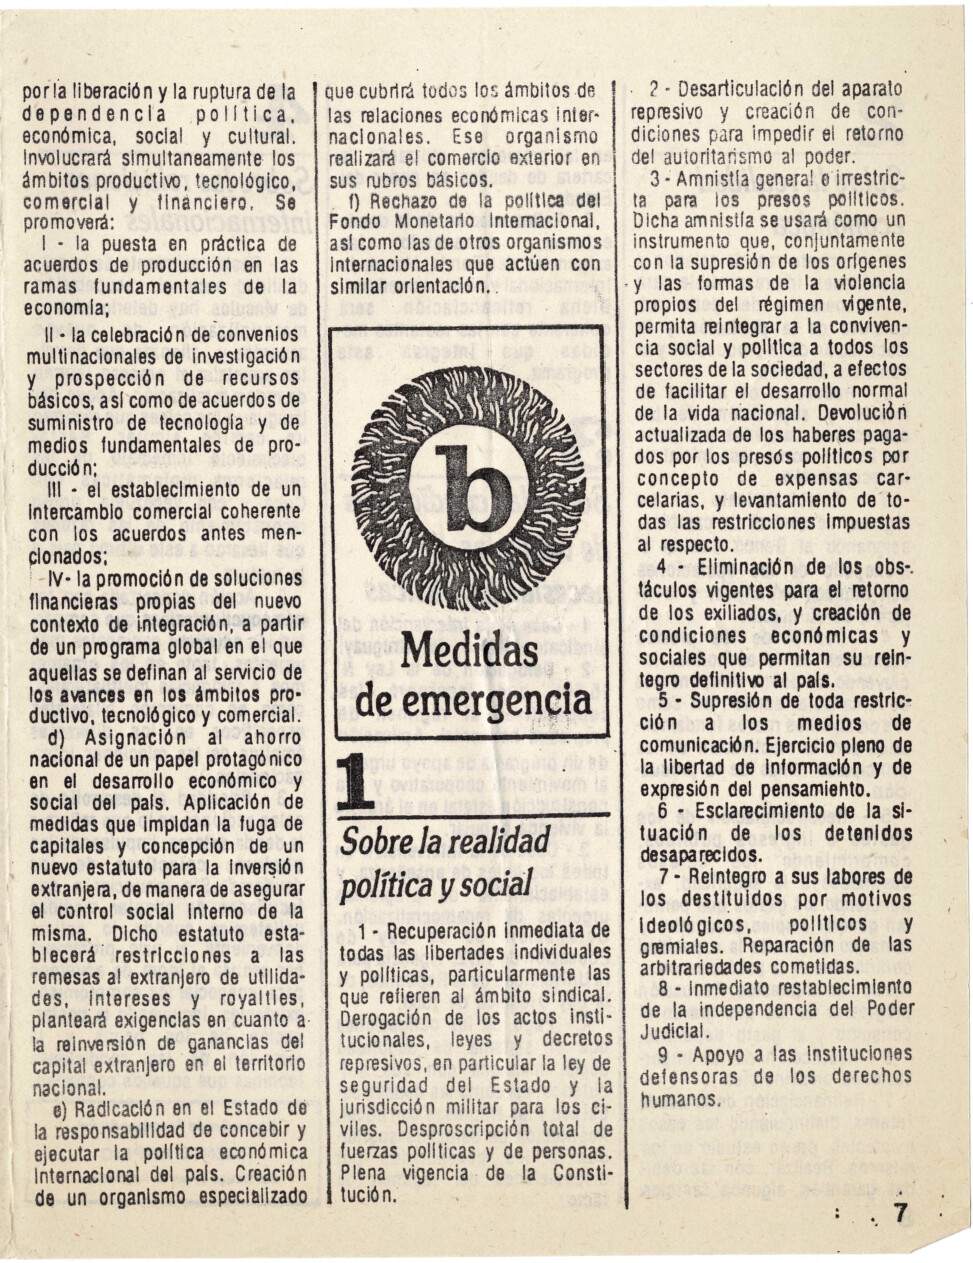 por la liberación y la ruptura de la
dependencia política,
económica, social y cultural.
Involucrará simultaneamente los
ámbitos productivo, tecnológico,
comercial y financiero. Se
promoverá:
I - la puesta en práctica de
acuerdos de producción en las
ramas fundamentales de la
economía;
II - la celebración de convenios
multinacionales de investigación
y prospección de recursos
básicos, así como de acuerdos de
suministro de tecnología y de
medios fundamentales de pro-
ducción;
III - el establecimiento de un
intercambio comercial coherente
con los acuerdos antes men-
cionados;
IV- la promoción de soluciones
financieras propias del nuevo
contexto de integración, a partir
de un programa global en el que
aquellas se definan al servicio de
los avances en los ámbitos pro-
ductivo, tecnológico y comercial.
d) Asignación al ahorro
nacional de un papel protagónico
en el desarrollo económico y
social del país. Aplicación de
medidas que impidan la fuga de
capitales y concepción de un
nuevo estatuto para la inversión
extranjera, de manera de asegurar
el control social interno de la
misma. Dicho estatuto esta-
blecerá restricciones a las
remesas al extranjero de utilida-
des, intereses y royalties,
planteará exigencias en cuanto a
la reinversión de ganancias del
capital extranjero en el territorio
nacional.
e) Radicación en el Estado de
la responsabilidad de concebir y
ejecutar la política económica
internacional del país. Creación
de un organismo especializado
que cubrirá todos los ámbitos de
las relaciones económicas inter-
nacionales. Ese organismo
realizará el comercio exterior en
sus rubros básicos.
f) Rechazo de la política del
Fondo Monetario Internacional,
así como las de otros organismos
internacionales que actúen con
similar orientación.
b
Medidas
de emergencia
1
Sobre la realidad
política y social
1 - Recuperación inmediata de
todas las libertades individuales
y políticas, particularmente las
que refieren al ámbito sindical.
Derogación de los actos insti-
tucionales, leyes y decretos
represivos, en particular la ley de
seguridad del Estado y la
jurisdicción militar para los ci-
viles. Desproscripción total de
fuerzas políticas y de personas.
Plena vigencia de la Consti-
tución.
2 - Desarticulación del aparato
represivo y creación de con-
diciones para impedir el retorno
del autoritarismo al poder.
3 - Amnistía general e irrestric-
ta para los presos políticos.
Dicha amnistía se usará como un
instrumento que, conjuntamente
con la supresión de los orígenes
y las formas de la violencia
propios del régimen vigente,
permita reintegrar a la conviven-
cia social y política a todos los
sectores de la sociedad, a efectos
de facilitar el desarrollo normal
de la vida nacional. Devolución
actualizada de los haberes paga-
dos por los presos políticos por
concepto de expensas car-
celarias, y levantamiento de to-
das las restricciones impuestas
al respecto.
4 - Eliminación de los obs-
táculos vigentes para el retorno
de los exiliados, y creación de
condiciones económicas y
sociales que permitan su rein-
tegro definitivo al país.
5 - Supresión de toda restric-
ción a los medios de
comunicación. Ejercicio pleno de
la libertad de información y de
expresión del pensamiento.
6 - Esclarecimiento de la si-
tuación de los detenidos
desaparecidos.
7 - Reintegro a sus labores de
los destituidos por motivos
ideológicos, políticos y
gremiales. Reparación de las
arbitrariedades cometidas.
8 - Inmediato restablecimiento
de la independencia del Poder
Judicial.
9 - Apoyo a las instituciones
defensoras de los derechos
humanos.
7